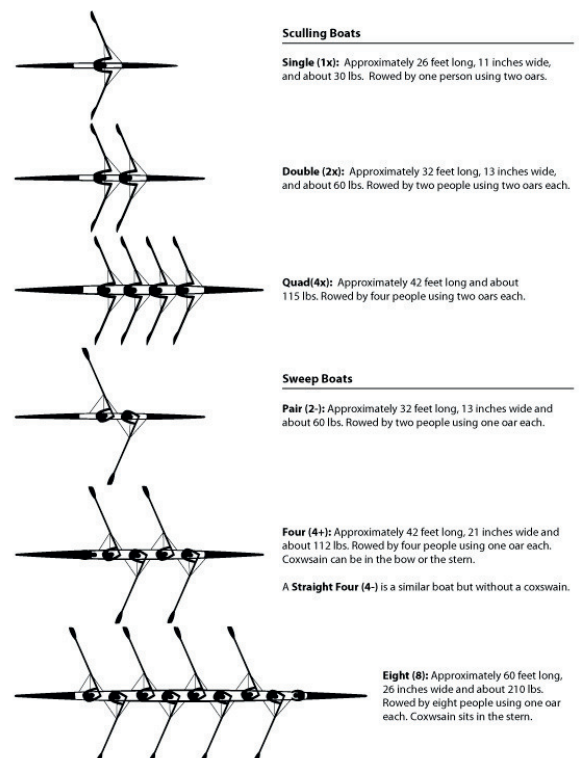 Sculling Boats
Single (1x): Approximately 26 feet long, 11 inches wide,
and about 30 lbs. Rowed by one person using two oars.
Double (2x): Approximately 32 feet long, 13 inches wide,
and about 60 lbs. Rowed by two people using two oars each.
Quad(4x): Approximately 42 feet long and about
115 lbs. Rowed by four people using two oars each.
Sweep Boats
Pair (2-): Approximately 32 feet long, 13 inches wide and
about 60 lbs. Rowed by two people using one oar each.
Four (4+): Approximately 42 feet long, 21 inches wide and
about 112 lbs. Rowed by four people using one oar each.
Coxwsain can be in the bow or the stern.
A Straight Four (4-) is a similar boat but without a coxswain.
Eight (8): Approximately 60 feet long,
26 inches wide and about 210 lbs.
Rowed by eight people using one oar
each. Coxwsain sits in the stern.